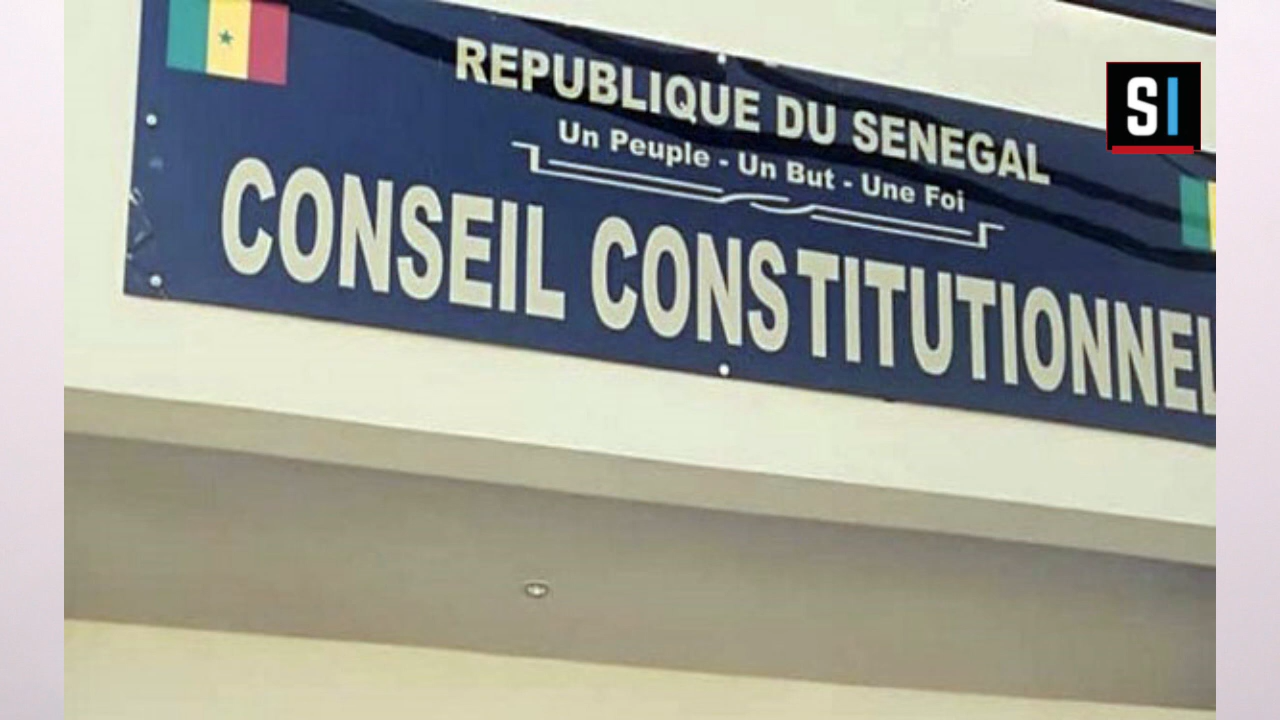 REPUBLIQUE DU SENEGAL
Un Peuple - Un But - Une Foi
CONSEIL CONSTITUTIONNEL
SI